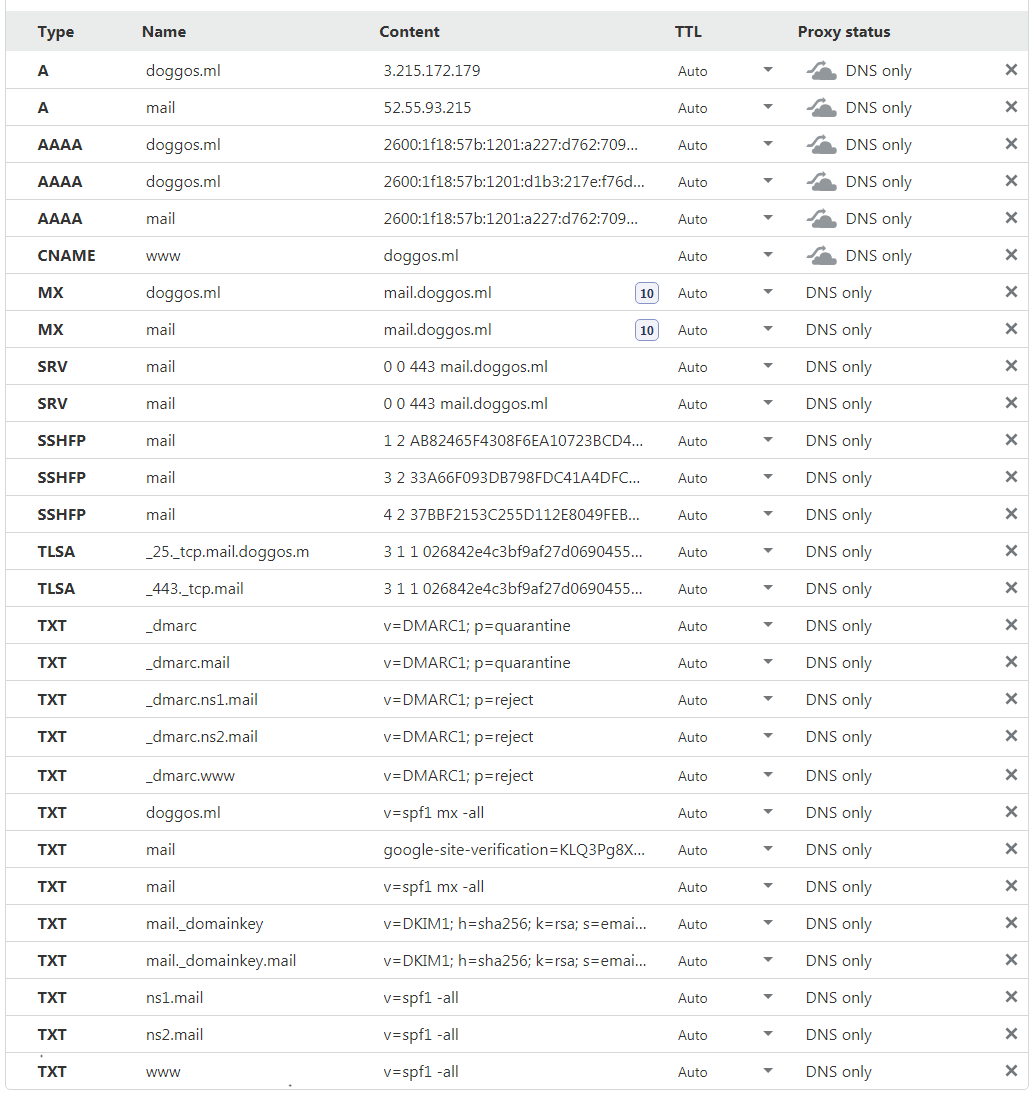 Type Name Content TTL Proxy status
A doggos.ml 3.215.172.179 Auto DNS only
A mail 52.55.93.215 Auto DNS only
AAAA doggos.ml 2600:1f18:57b:1201:a227:d762:709... Auto DNS only
AAAA doggos.ml 2600:1f18:57b:1201:d1b3:217e:f76d... Auto DNS only
AAAA mail 2600:1f18:57b:1201:a227:d762:709... Auto DNS only
CNAME www doggos.ml Auto DNS only
MX doggos.ml mail.doggos.ml 10 Auto DNS only
MX mail mail.doggos.ml 10 Auto DNS only
SRV mail 0 0 443 mail.doggos.ml Auto DNS only
SRV mail 0 0 443 mail.doggos.ml Auto DNS only
SSHFP mail 1 2 AB82465F4308F6EA10723BCD4... Auto DNS only
SSHFP mail 3 2 33A66F093DB798FDC41A4DFC... Auto DNS only
SSHFP mail 4 2 37BBF2153C255D112E8049FEB... Auto DNS only
TLSA _25._tcp.mail.doggos.m 3 1 1 026842e4c3bf9af27d0690455... Auto DNS only
TLSA _443._tcp.mail 3 1 1 026842e4c3bf9af27d0690455... Auto DNS only
TXT _dmarc v=DMARC1; p=quarantine Auto DNS only
TXT _dmarc.mail v=DMARC1; p=quarantine Auto DNS only
TXT _dmarc.ns1.mail v=DMARC1; p=reject Auto DNS only
TXT _dmarc.ns2.mail v=DMARC1; p=reject Auto DNS only
TXT _dmarc.www v=DMARC1; p=reject Auto DNS only
TXT doggos.ml v=spf1 mx -all Auto DNS only
TXT mail google-site-verification=KLQ3Pg8X... Auto DNS only
TXT mail v=spf1 mx -all Auto DNS only
TXT mail._domainkey v=DKIM1; h=sha256; k=rsa; s=emai... Auto DNS only
TXT mail._domainkey.mail v=DKIM1; h=sha256; k=rsa; s=emai... Auto DNS only
TXT ns1.mail v=spf1 -all Auto DNS only
TXT ns2.mail v=spf1 -all Auto DNS only
TXT www v=spf1 -all Auto DNS only